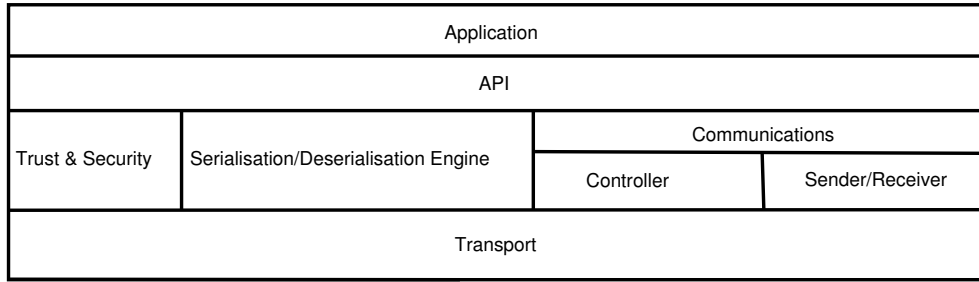 Application
API
Communications
Trust & Security
Serialisation/Deserialisation Engine
Controller
Sender/Receiver
Transport